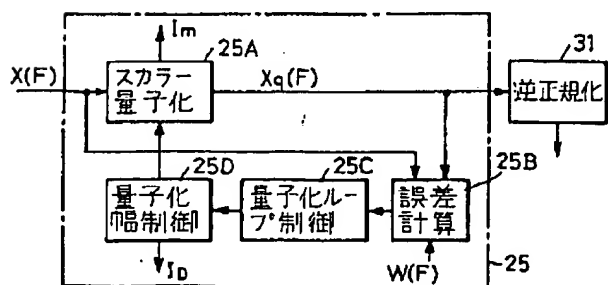 Im
25A
31
X(F)
スカラー
量子化
Xq(F)
逆正規化
25D
25C
25B
量子化
幅制御
量子化ルー
プ制御
誤差
計算
ID
W(F)
25